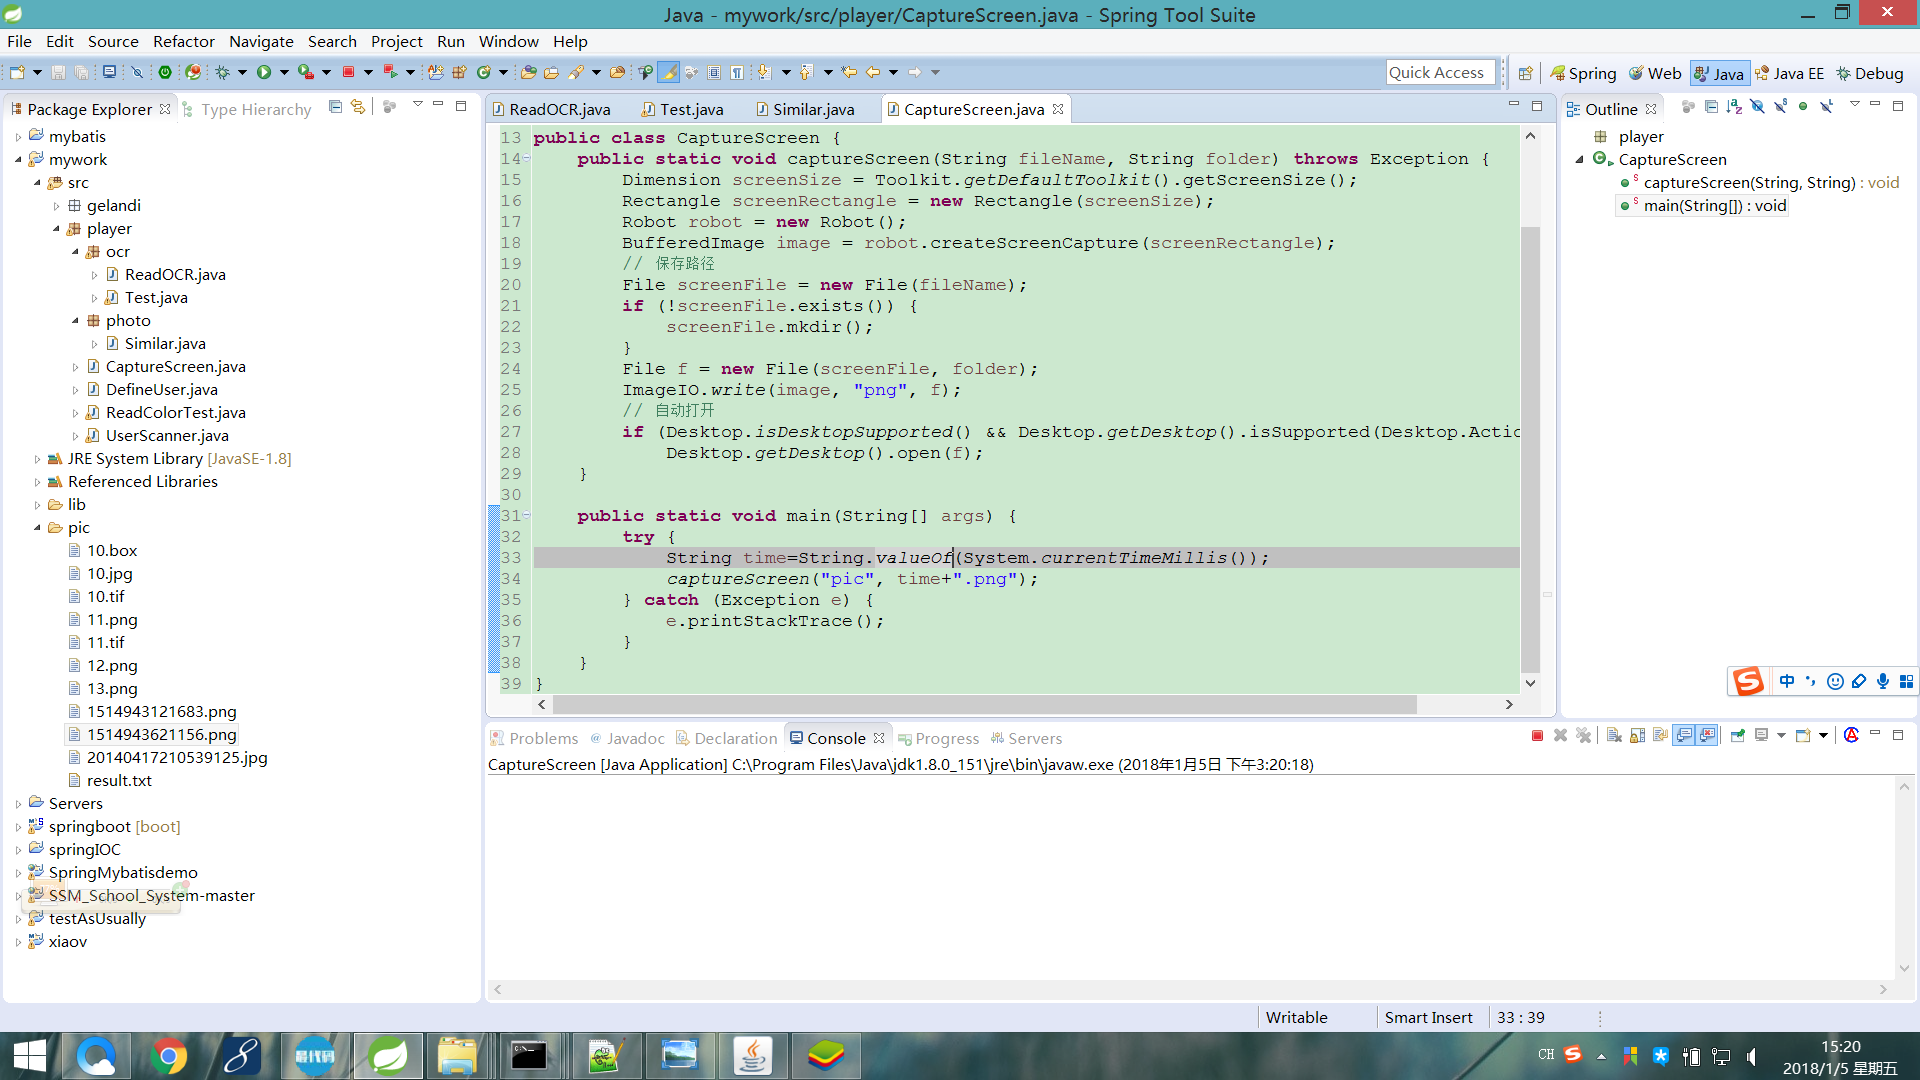 Java - mywork/src/player/CaptureScreen.java - Spring Tool Suite
File Edit Source Refactor Navigate Search Project Run Window Help
Quick Access
Spring Web Java Java EE Debug
Package Explorer Type Hierarchy
mybatis
mywork
src
gelandi
player
ocr
ReadOCR.java
Test.java
photo
Similar.java
CaptureScreen.java
DefineUser.java
ReadColorTest.java
UserScanner.java
JRE System Library [JavaSE-1.8]
Referenced Libraries
lib
pic
10.box
10.jpg
10.tif
11.png
11.tif
12.png
13.png
1514943121683.png
1514943621156.png
20140417210539125.jpg
result.txt
Servers
springboot [boot]
springIOC
SpringMybatisdemo
SSM_School_System-master
testAsUsually
xiaov
ReadOCR.java Test.java Similar.java CaptureScreen.java
13 public class CaptureScreen {
14 public static void captureScreen(String fileName, String folder) throws Exception {
15 Dimension screenSize = Toolkit.getDefaultToolkit().getScreenSize();
16 Rectangle screenRectangle = new Rectangle(screenSize);
17 Robot robot = new Robot();
18 BufferedImage image = robot.createScreenCapture(screenRectangle);
19 // 保存路径
20 File screenFile = new File(fileName);
21 if (!screenFile.exists()) {
22 screenFile.mkdir();
23 }
24 File f = new File(screenFile, folder);
25 ImageIO.write(image, "png", f);
26 // 自动打开
27 if (Desktop.isDesktopSupported() && Desktop.getDesktop().isSupported(Desktop.Actio
28 Desktop.getDesktop().open(f);
29 }
30
31 public static void main(String[] args) {
32 try {
33 String time=String.valueOf(System.currentTimeMillis());
34 captureScreen("pic", time+".png");
35 } catch (Exception e) {
36 e.printStackTrace();
37 }
38 }
39 }
Outline
player
CaptureScreen
captureScreen(String, String) : void
main(String[]) : void
中
Problems Javadoc Declaration Console Progress Servers
CaptureScreen [Java Application] C:\Program Files\Java\jdk1.8.0_151\jre\bin\javaw.exe (2018年1月5日 下午3:20:18)
Writable Smart Insert 33 : 39
最代码
CH
15:20
2018/1/5 星期五